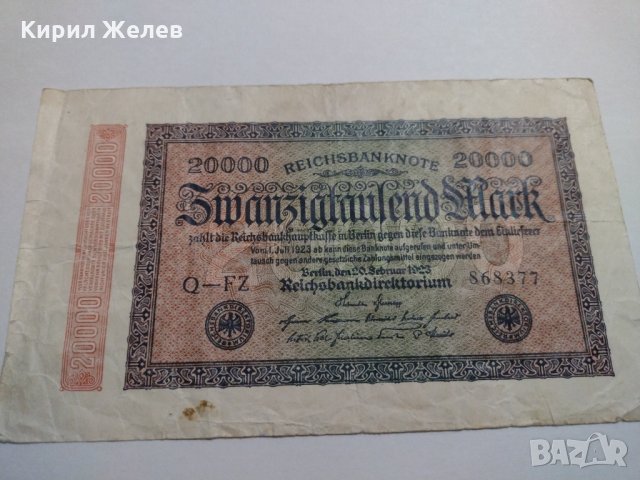 Кирил Желев
20000 REICHSBANKNOTE 20000
Zwanzigtausend Mark
zahlt die Reichsbankhauptkasse in Berlin gegen diese Banknote dem Einlieferer
Vom 1. Juli 1923 ab kann diese Banknote aufgerufen und unter Um-
tausch gegen andere gesetzliche Zahlungsmittel eingezogen werden
Berlin, den 20. Februar 1923
Q-FZ Reichsbankdirektorium 868377
20000 20000
BAZAR